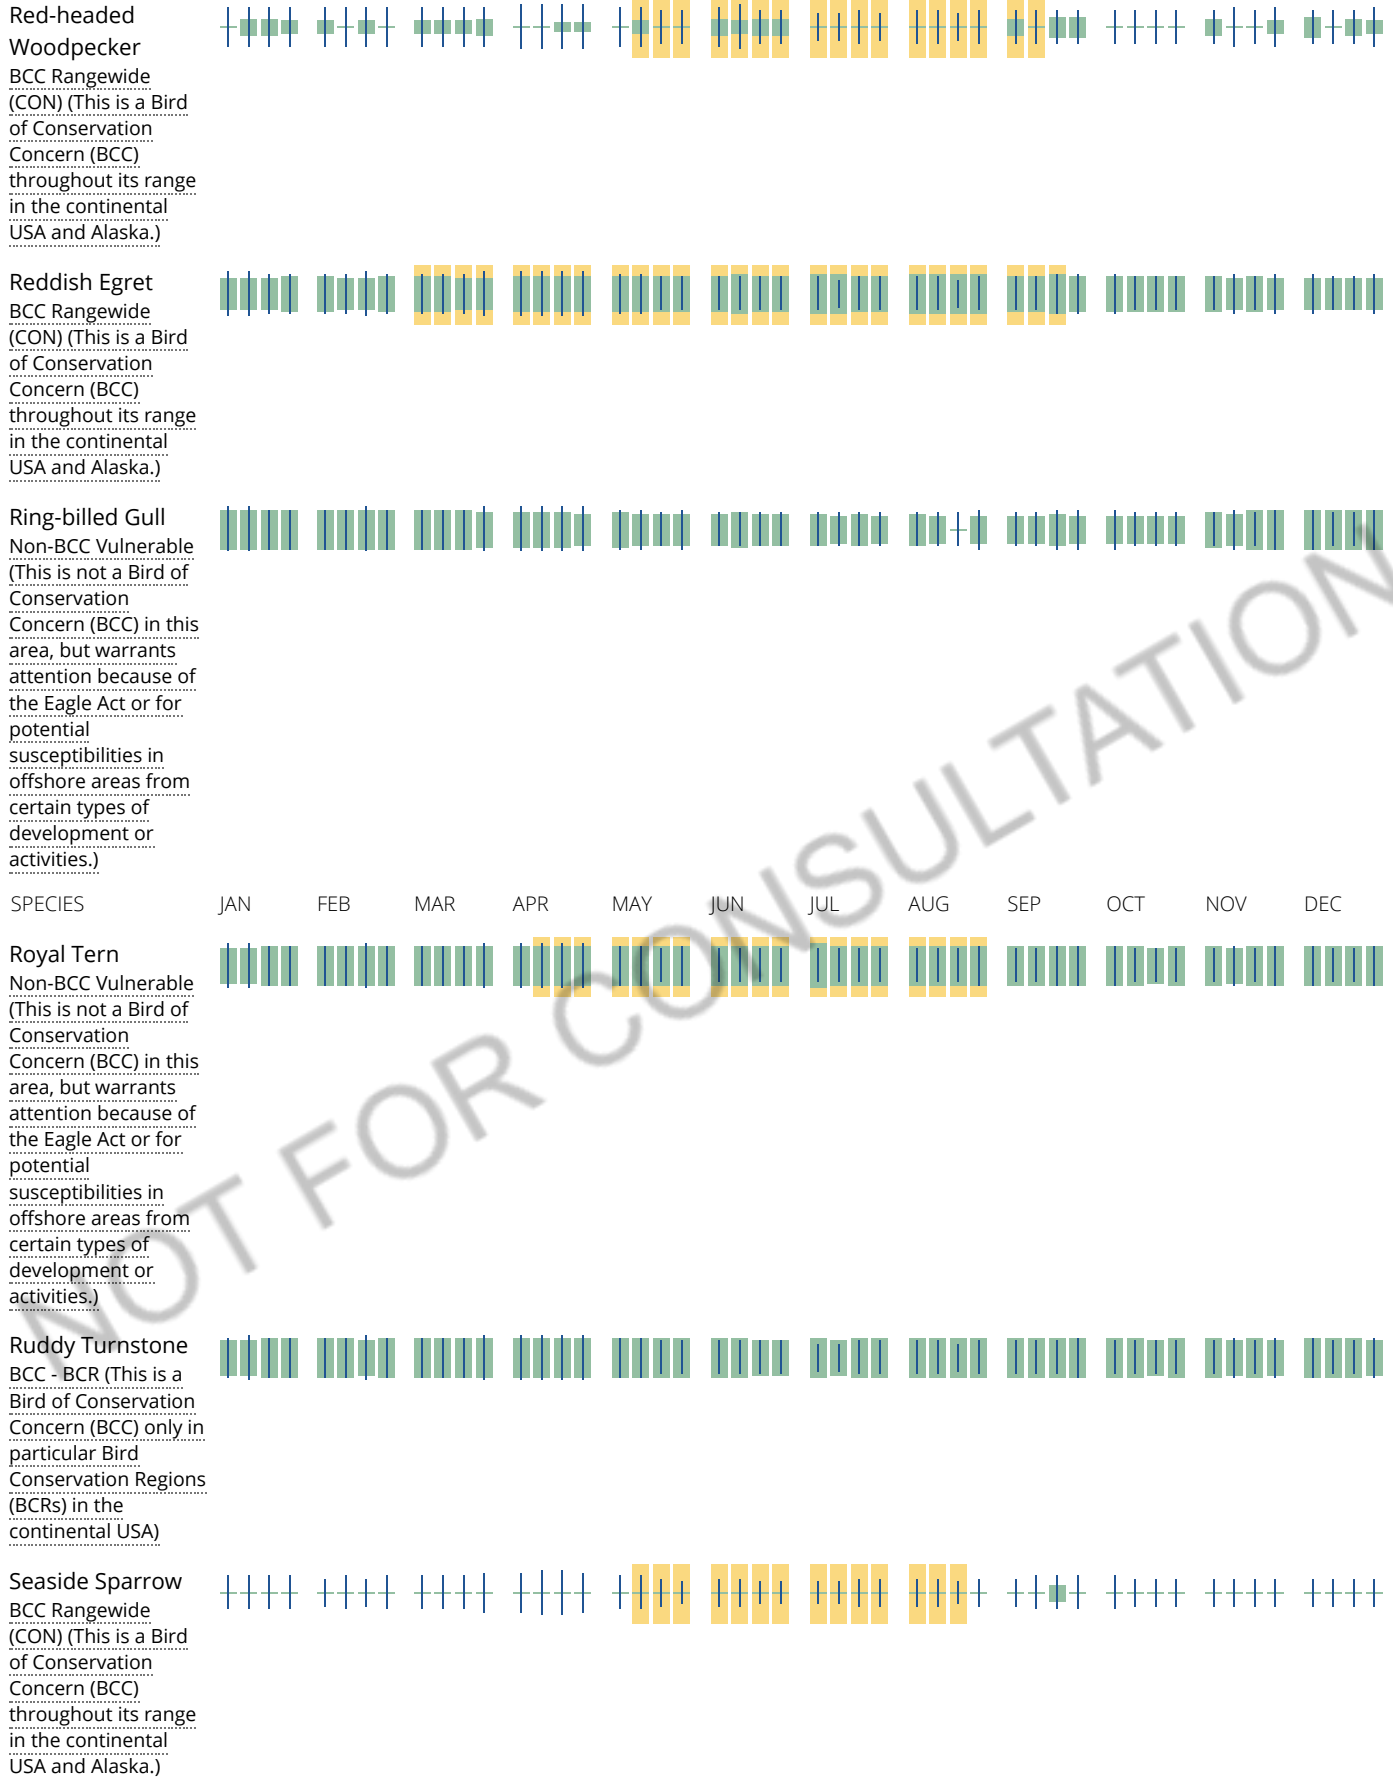 Red-headed
Woodpecker
BCC Rangewide
(CON) (This is a Bird
of Conservation
Concern (BCC)
throughout its range
in the continental
USA and Alaska.)
Reddish Egret
BCC Rangewide
(CON) (This is a Bird
of Conservation
Concern (BCC)
throughout its range
in the continental
USA and Alaska.)
Ring-billed Gull
Non-BCC Vulnerable
(This is not a Bird of
Conservation
Concern (BCC) in this
area, but warrants
attention because of
the Eagle Act or for
potential
susceptibilities in
offshore areas from
certain types of
development or
activities.)
SPECIES JAN FEB MAR APR MAY JUN JUL AUG SEP OCT NOV DEC
Royal Tern
Non-BCC Vulnerable
(This is not a Bird of
Conservation
Concern (BCC) in this
area, but warrants
attention because of
the Eagle Act or for
potential
susceptibilities in
offshore areas from
certain types of
development or
activities.)
Ruddy Turnstone
BCC - BCR (This is a
Bird of Conservation
Concern (BCC) only in
particular Bird
Conservation Regions
(BCRs) in the
continental USA)
Seaside Sparrow
BCC Rangewide
(CON) (This is a Bird
of Conservation
Concern (BCC)
throughout its range
in the continental
USA and Alaska.)
NOT FOR CONSULTATION